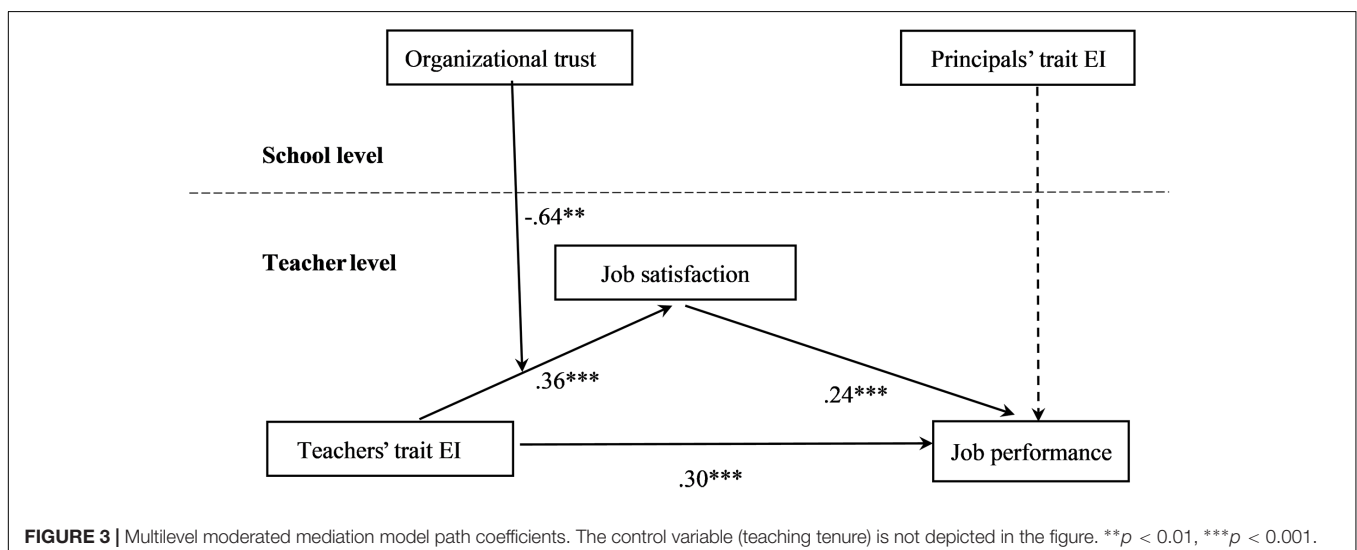 Organizational trust
Principals’ trait EI
School level
-.64**
Teacher level
Job satisfaction
.36***
.24***
Teachers’ trait EI
Job performance
.30***
FIGURE 3 | Multilevel moderated mediation model path coefficients. The control variable (teaching tenure) is not depicted in the figure. **p < 0.01, ***p < 0.001.